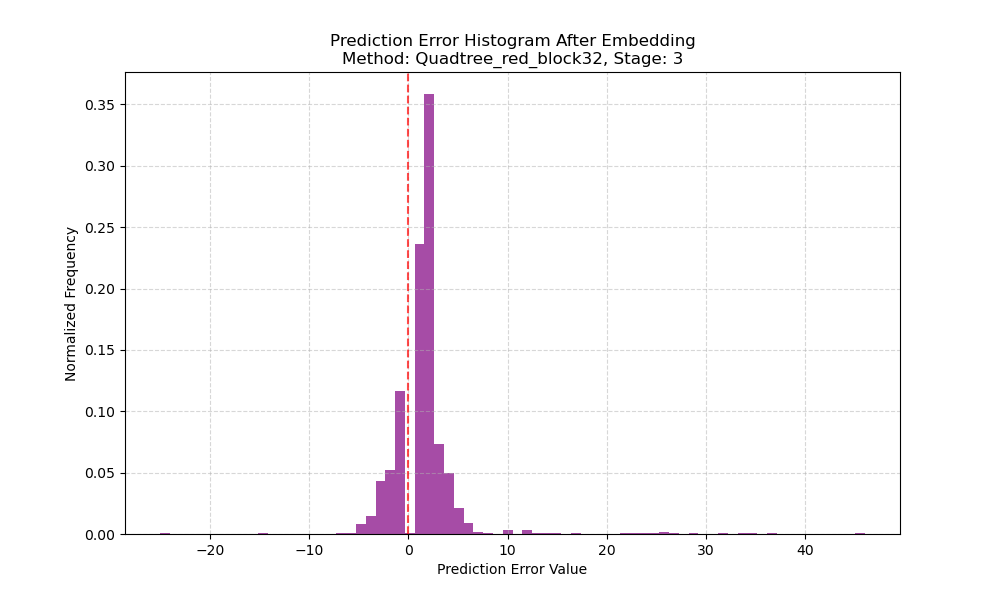 Prediction Error Histogram After Embedding
Method: Quadtree_red_block32, Stage: 3
Normalized Frequency
0.35
0.30
0.25
0.20
0.15
0.10
0.05
0.00
−20 −10 0 10 20 30 40
Prediction Error Value